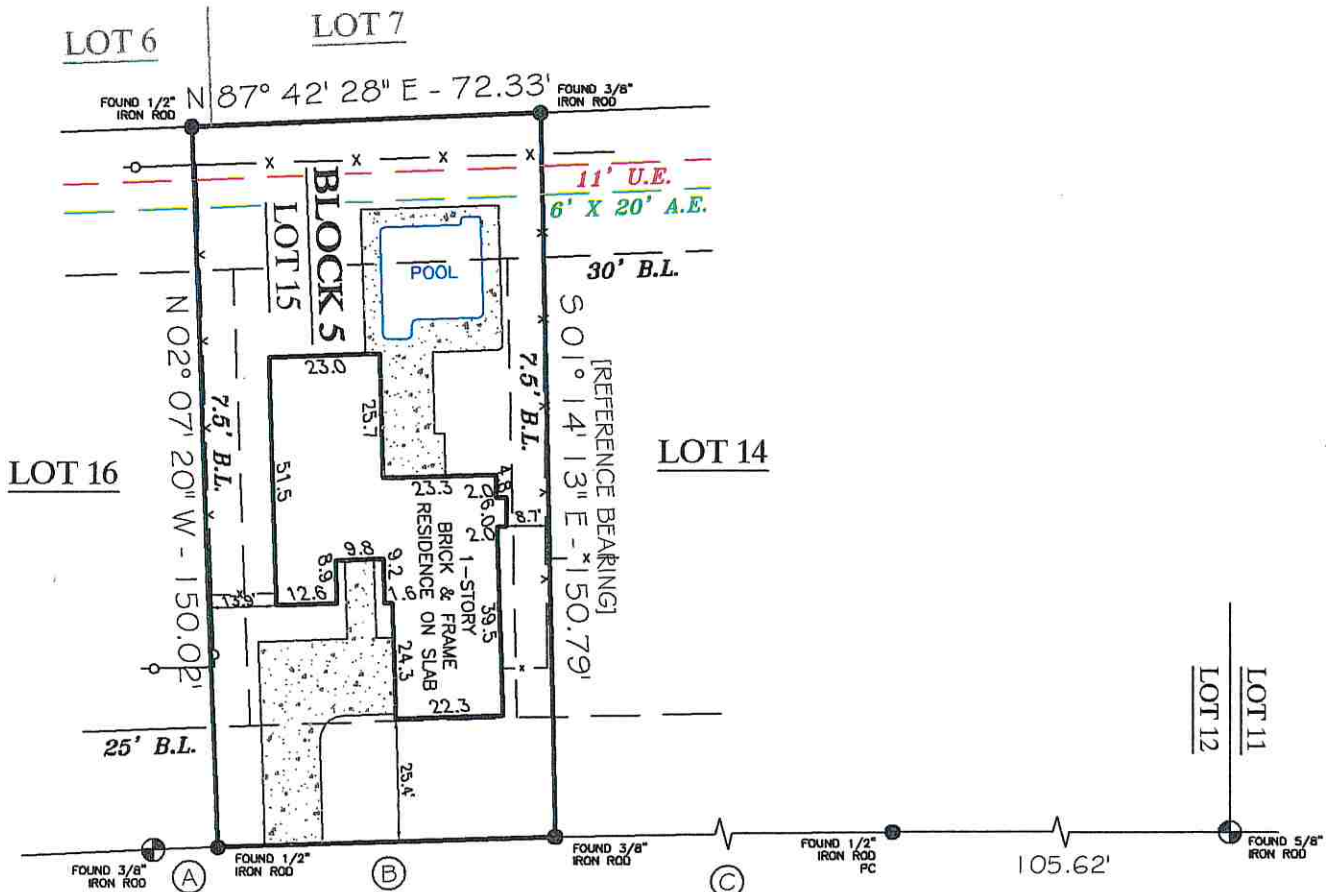 LOT 6
LOT 7
FOUND 1/2"
IRON ROD
N 87° 42' 28" E - 72.33'
FOUND 3/8"
IRON ROD
11' U.E.
6' X 20' A.E.
BLOCK 5
LOT 15
POOL
30' B.L.
N 02° 07' 20" W - 150.02'
S 01° 14' 13" E - 150.79'
[REFERENCE BEARING]
7.5' B.L.
7.5' B.L.
23.0
25.7
51.5
LOT 16
LOT 14
23.3
4.8
2.0
6.00
2.0
8.7'
1-STORY
BRICK & FRAME
RESIDENCE ON SLAB
9.8
8.9
9.2
12.6
1.6
13.9'
39.5
24.3
22.3
25' B.L.
25.4'
LOT 12
LOT 11
FOUND 3/8"
IRON ROD
A
FOUND 1/2"
IRON ROD
B
FOUND 3/8"
IRON ROD
C
FOUND 1/2"
IRON ROD
PC
105.62'
FOUND 5/8"
IRON ROD